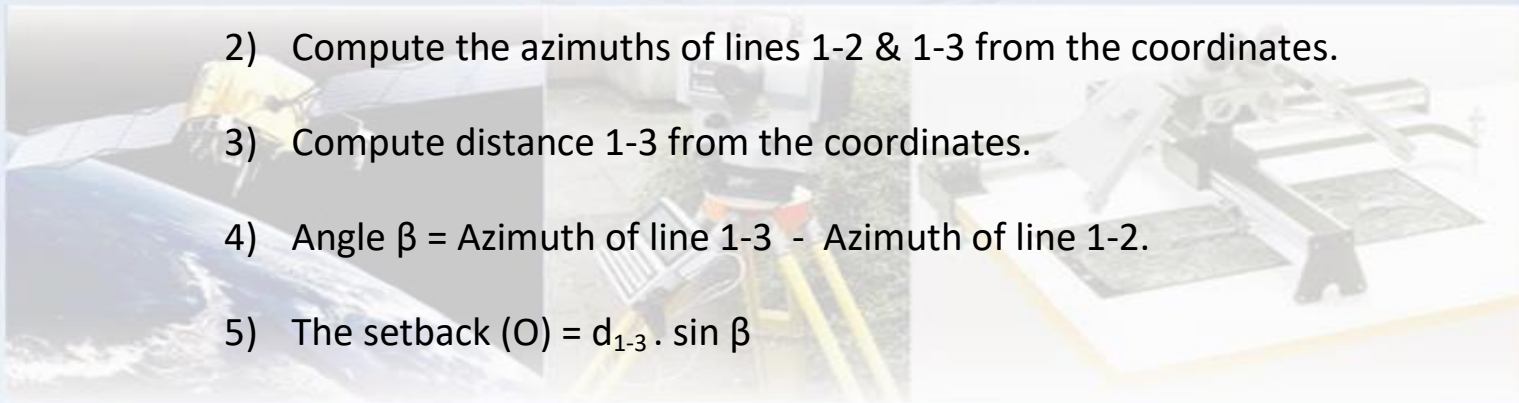 2) Compute the azimuths of lines 1-2 & 1-3 from the coordinates.
3) Compute distance 1-3 from the coordinates.
4) Angle β = Azimuth of line 1-3 - Azimuth of line 1-2.
5) The setback (O) = d₁₋₃ . sin β